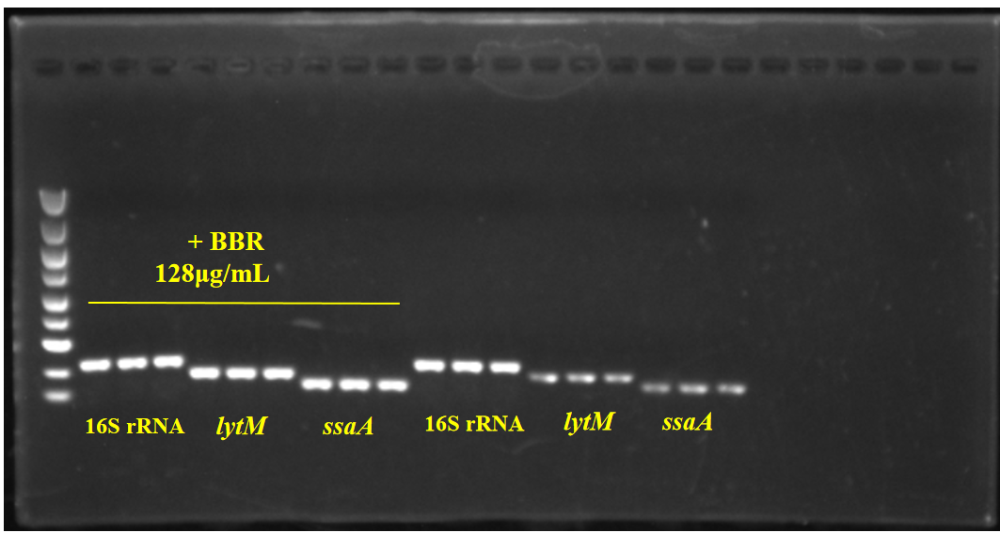 + BBR
128µg/mL
16S rRNA lytM ssaA 16S rRNA lytM ssaA